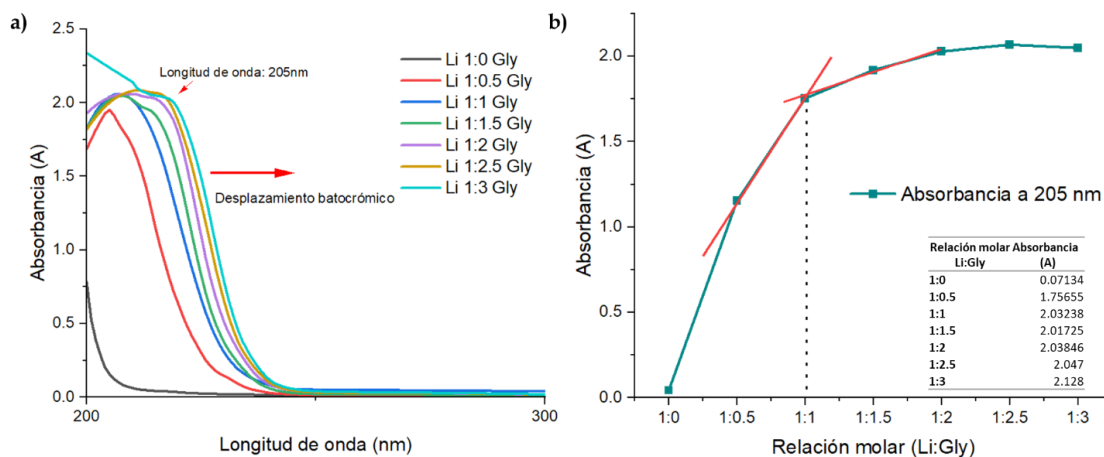 a)
2.5
2.0
1.5
1.0
0.5
0.0
Absorbancia (A)
200
300
Longitud de onda (nm)
Longitud de onda: 205nm
Desplazamiento batocrómico
Li 1:0 Gly
Li 1:0.5 Gly
Li 1:1 Gly
Li 1:1.5 Gly
Li 1:2 Gly
Li 1:2.5 Gly
Li 1:3 Gly
b)
2.0
1.5
1.0
0.5
0.0
Absorbancia (A)
1:0 1:0.5 1:1 1:1.5 1:2 1:2.5 1:3
Relación molar (Li:Gly)
Absorbancia a 205 nm
Relación molar Absorbancia
Li:Gly (A)
1:0 0.07134
1:0.5 1.75655
1:1 2.03238
1:1.5 2.01725
1:2 2.03846
1:2.5 2.047
1:3 2.128